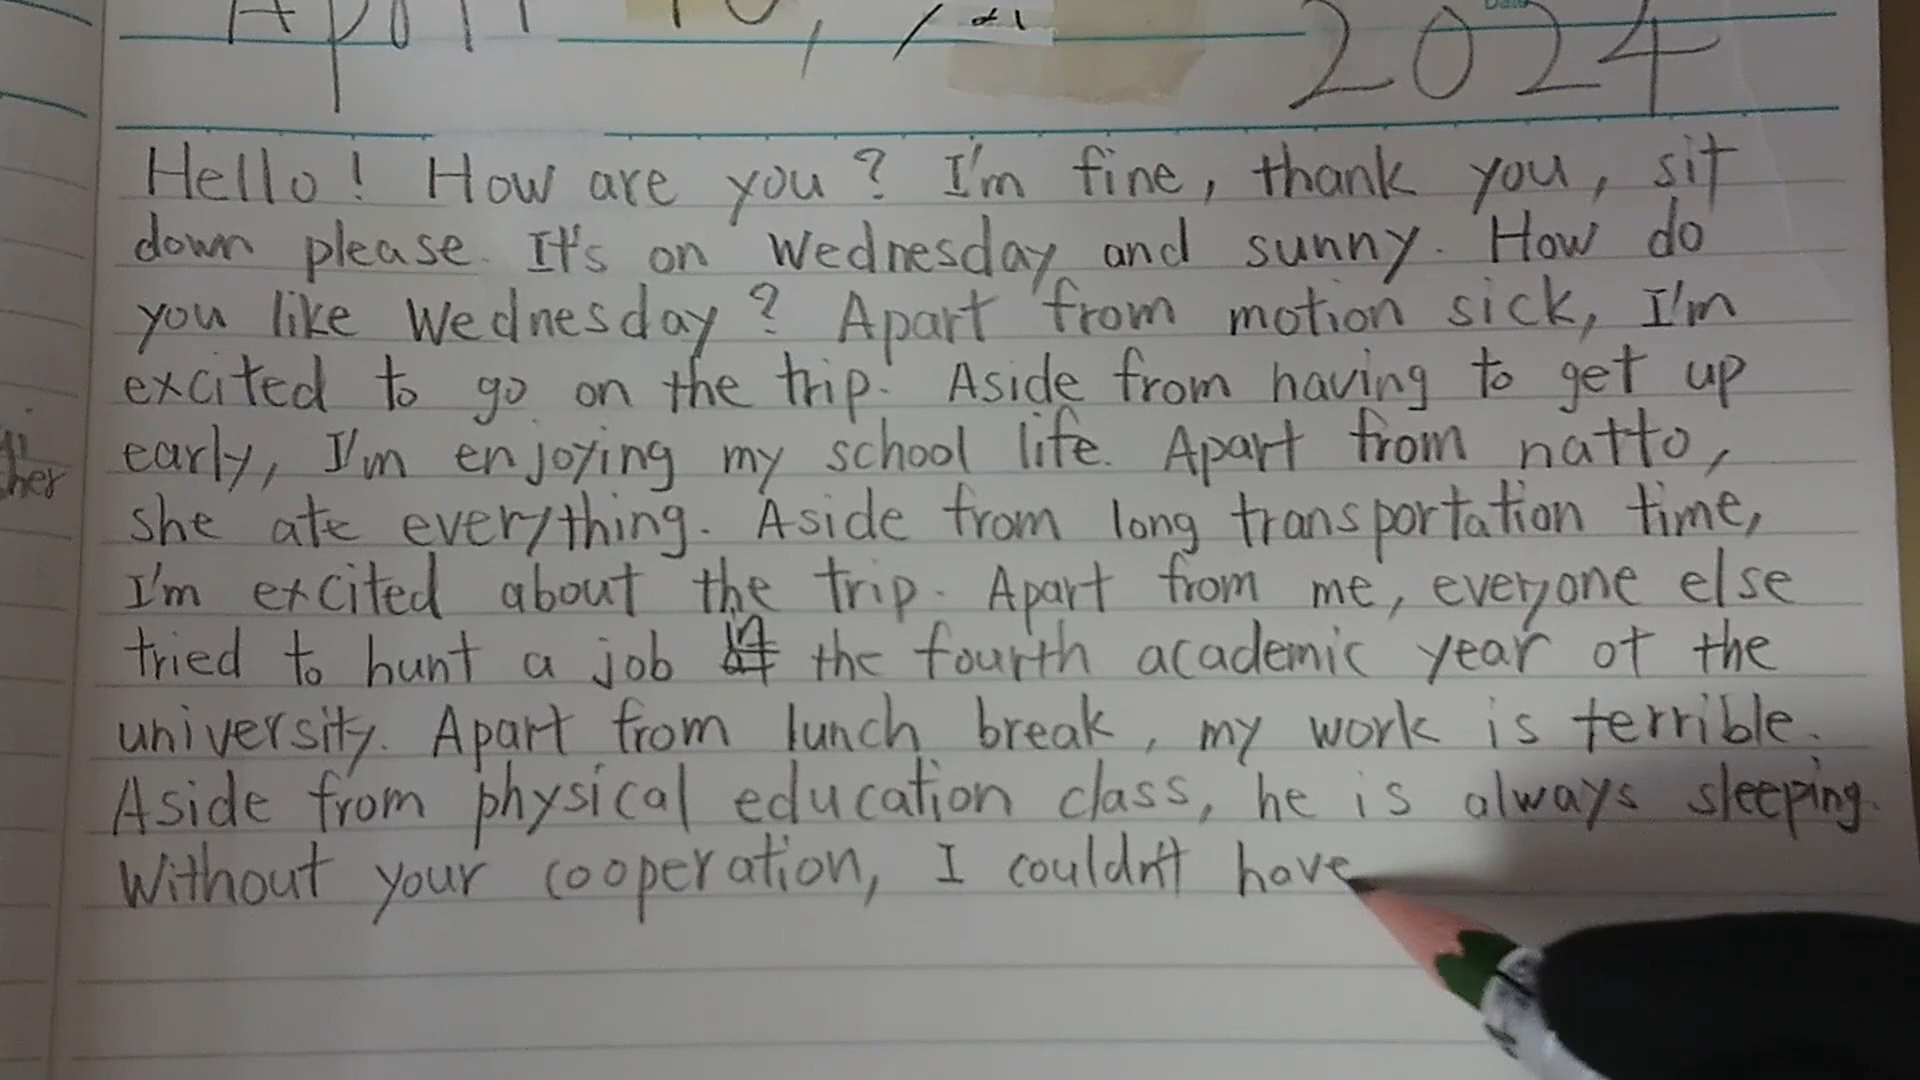 April 10, 2024
Hello! How are you? I'm fine, thank you, sit
down please. It's on Wednesday and sunny. How do
you like Wednesday? Apart from motion sick, I'm
excited to go on the trip. Aside from having to get up
early, I'm enjoying my school life. Apart from natto,
she ate everything. Aside from long transportation time,
I'm excited about the trip. Apart from me, everyone else
tried to hunt a job in the fourth academic year of the
university. Apart from lunch break, my work is terrible.
Aside from physical education class, he is always sleeping.
Without your cooperation, I couldn't have